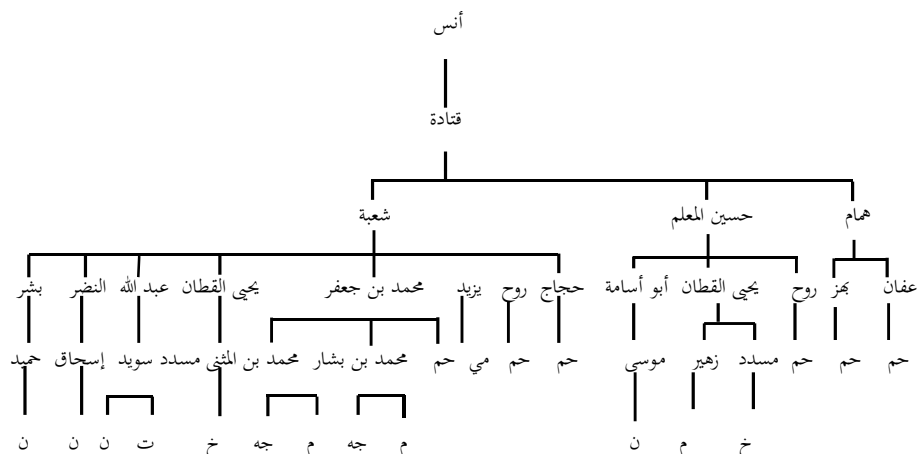 أنس
قتادة
همام حسين المعلم شعبة
عفان بهز روح يحيى القطان أبو أسامة حجاج روح يزيد محمد بن جعفر يحيى القطان عبد الله النضر بشر
حم حم حم مسدد زهير موسى حم حم مي حم محمد بن بشار محمد بن المثنى مسدد سويد إسحاق حميد
خ م ن م جه م جه خ ت ن ن ن